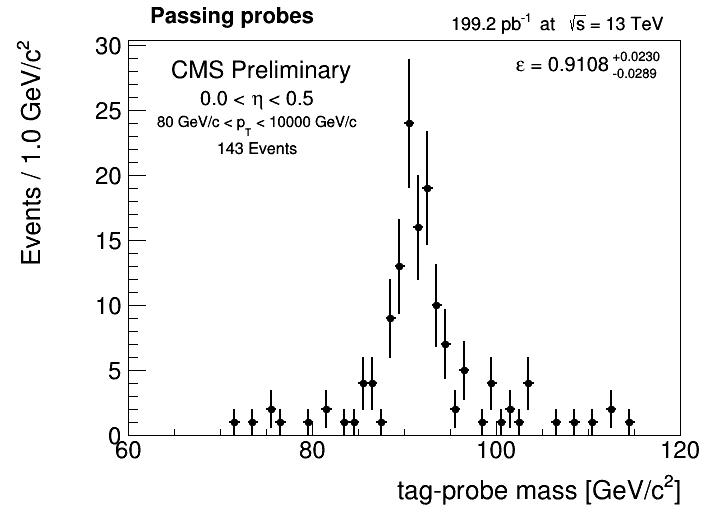 Passing probes
199.2 pb⁻¹ at √s = 13 TeV
CMS Preliminary
0.0 < η < 0.5
80 GeV/c < p_T < 10000 GeV/c
143 Events
ε = 0.9108 +0.0230 -0.0289
Events / 1.0 GeV/c²
30
25
20
15
10
5
0
60 80 100 120
tag-probe mass [GeV/c²]